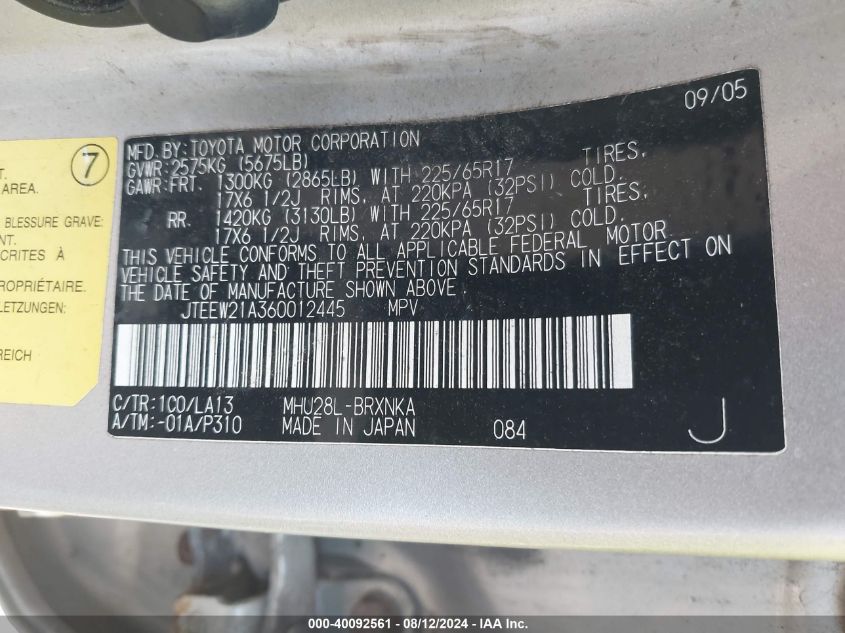 09/05
MFD.BY:TOYOTA MOTOR CORPORATION
GVWR:2575KG (5675LB)
GAWR:FRT. 1300KG (2865LB) WITH 225/65R17 TIRES,
17X6 1/2J RIMS, AT 220KPA (32PSI) COLD.
RR. 1420KG (3130LB) WITH 225/65R17 TIRES,
17X6 1/2J RIMS, AT 220KPA (32PSI) COLD.
THIS VEHICLE CONFORMS TO ALL APPLICABLE FEDERAL MOTOR
VEHICLE SAFETY AND THEFT PREVENTION STANDARDS IN EFFECT ON
THE DATE OF MANUFACTURE SHOWN ABOVE.
JTEEW21A360012445 MPV
C/TR:1C0/LA13 MHU28L-BRXNKA
A/TM:-01A/P310 MADE IN JAPAN 084 J
7
T.
AREA.
BLESSURE GRAVE:
NT.
CRITES À
ROPRIÉTAIRE.
LETZUNGEN:
REICH
000-40092561 - 08/12/2024 - IAA Inc.